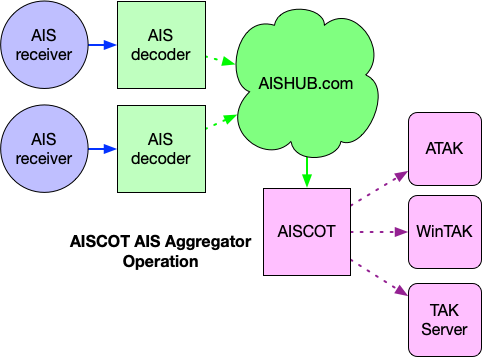 AIS
receiver
AIS
decoder
AISHUB.com
AIS
receiver
AIS
decoder
ATAK
AISCOT
WinTAK
AISCOT AIS Aggregator
Operation
TAK
Server